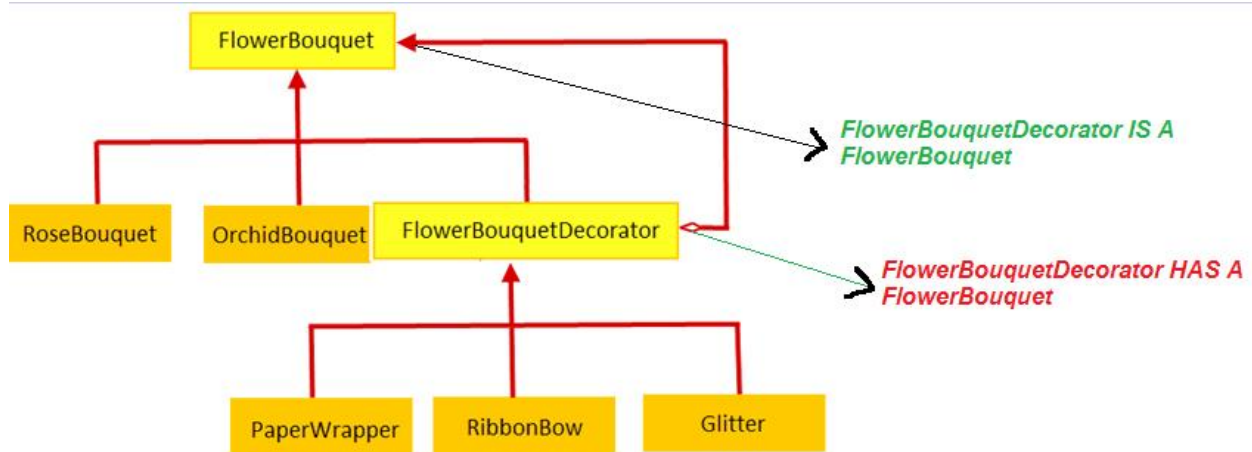 FlowerBouquet
FlowerBouquetDecorator IS A
FlowerBouquet
RoseBouquet
OrchidBouquet
FlowerBouquetDecorator
FlowerBouquetDecorator HAS A
FlowerBouquet
PaperWrapper
RibbonBow
Glitter